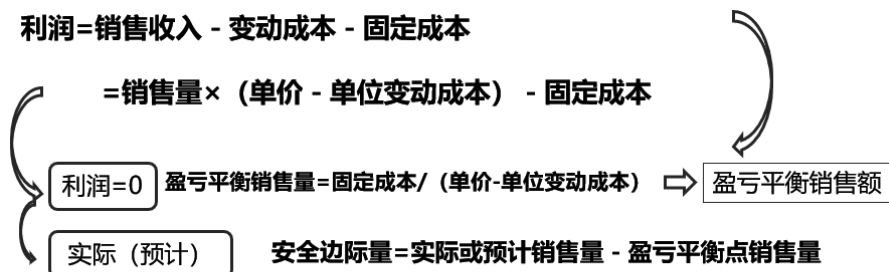 利润=销售收入 - 变动成本 - 固定成本
=销售量×（单价 - 单位变动成本） - 固定成本
利润=0 盈亏平衡销售量=固定成本/（单价-单位变动成本） 盈亏平衡销售额
实际（预计） 安全边际量=实际或预计销售量 - 盈亏平衡点销售量